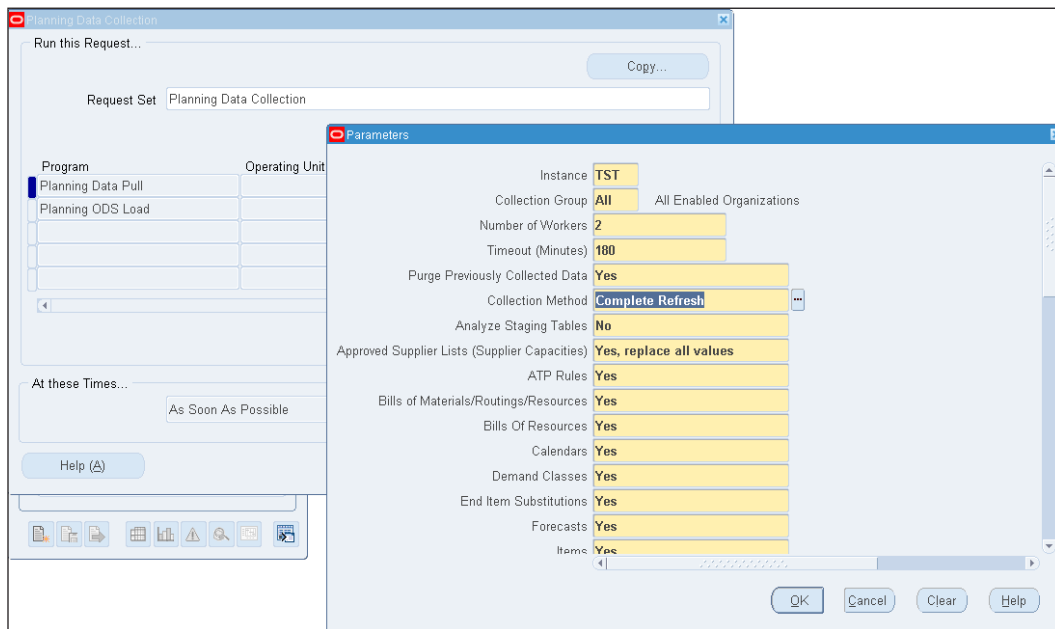 Planning Data Collection
Run this Request...
Copy...
Request Set Planning Data Collection
Program Operating Unit
Planning Data Pull
Planning ODS Load
At these Times...
As Soon As Possible
Help (A)
Parameters
Instance TST
Collection Group All All Enabled Organizations
Number of Workers 2
Timeout (Minutes) 180
Purge Previously Collected Data Yes
Collection Method Complete Refresh ...
Analyze Staging Tables No
Approved Supplier Lists (Supplier Capacities) Yes, replace all values
ATP Rules Yes
Bills of Materials/Routings/Resources Yes
Bills Of Resources Yes
Calendars Yes
Demand Classes Yes
End Item Substitutions Yes
Forecasts Yes
Items Yes
OK Cancel Clear Help